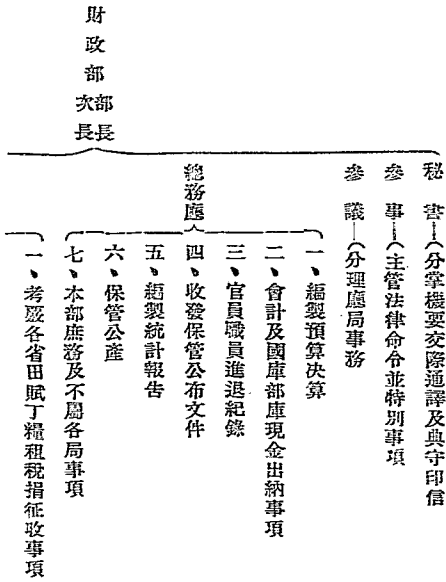 秘書(分掌機要交際通譯及典守印信
參事(主管法律命令並特別事項
參議(分理廳局事務
一、編製預算决算
二、會計及國庫部庫現金出納事項
三、官員職員進退紀錄
四、收發保管公布文件
五、編製統計報告
六、保管公產
七、本部庶務及不屬各局事項
總務廳
一、考覈各省田賦丁糧租稅捐征收事項
財政部部長
次長